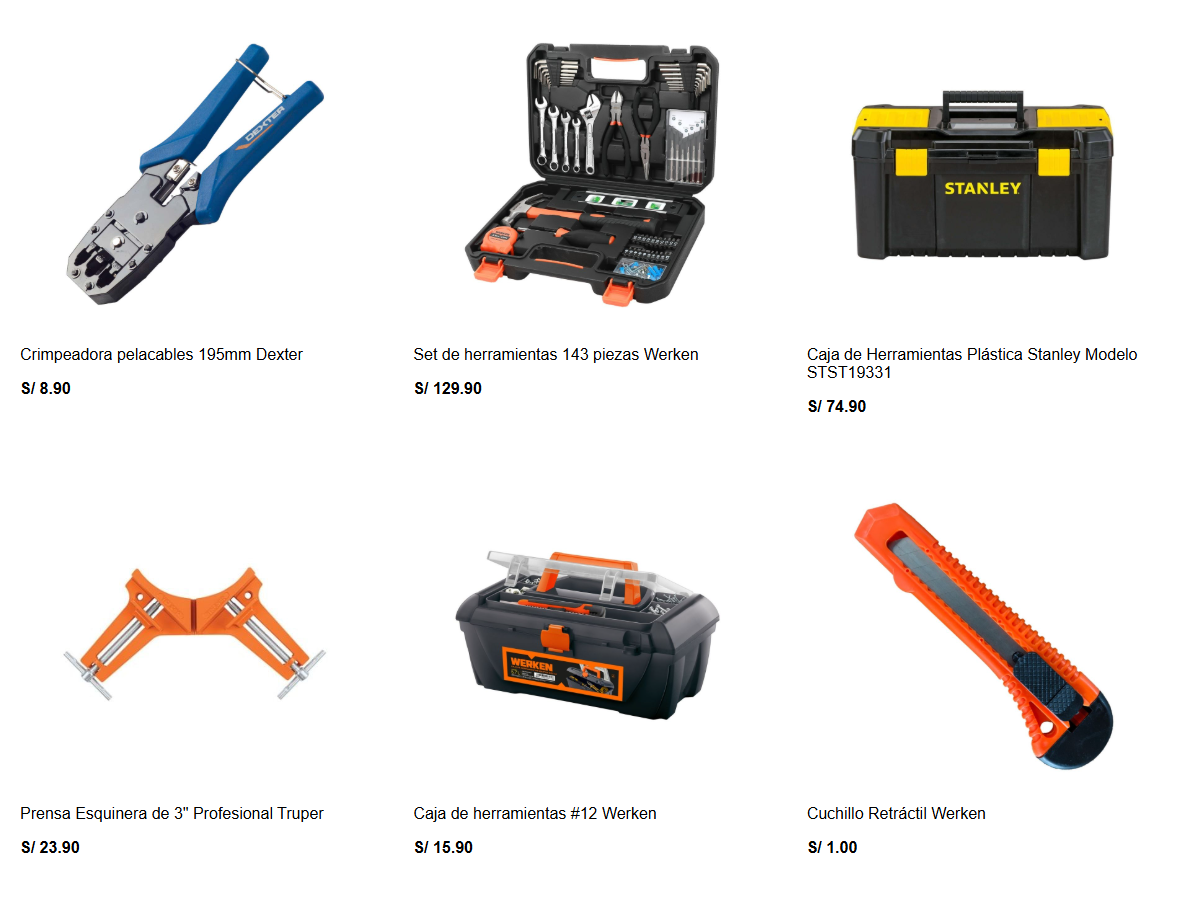 DEXTER
STANLEY
Crimpeadora pelacables 195mm Dexter
S/ 8.90
Set de herramientas 143 piezas Werken
S/ 129.90
Caja de Herramientas Plástica Stanley Modelo
STST19331
S/ 74.90
WERKEN
Prensa Esquinera de 3" Profesional Truper
S/ 23.90
Caja de herramientas #12 Werken
S/ 15.90
Cuchillo Retráctil Werken
S/ 1.00